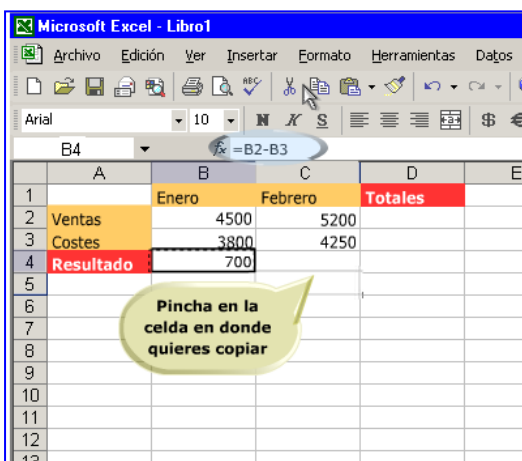 Microsoft Excel - Libro1
Archivo Edición Ver Insertar Formato Herramientas Datos
Arial 10 N K S $ €
B4 fx =B2-B3
A B C D E
1 Enero Febrero Totales
2 Ventas 4500 5200
3 Costes 3800 4250
4 Resultado 700
5
6
7
8
9
10
11
12
13
Pincha en la
celda en donde
quieres copiar